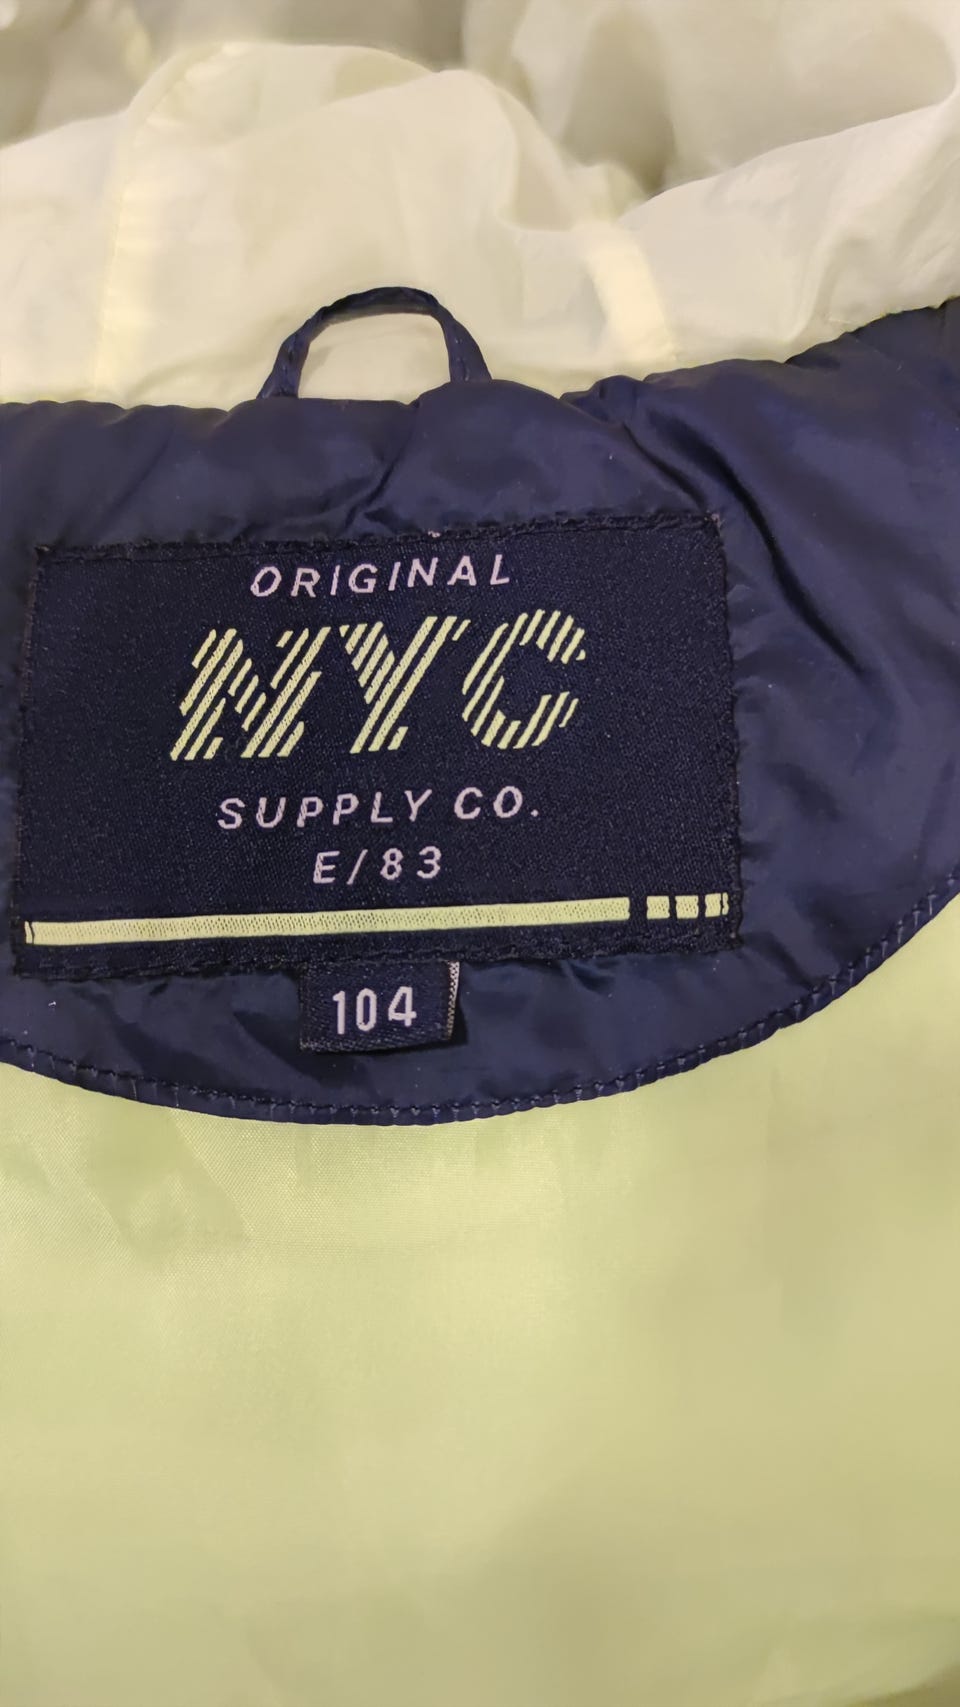 ORIGINAL
NYC
SUPPLY CO.
E/83
104